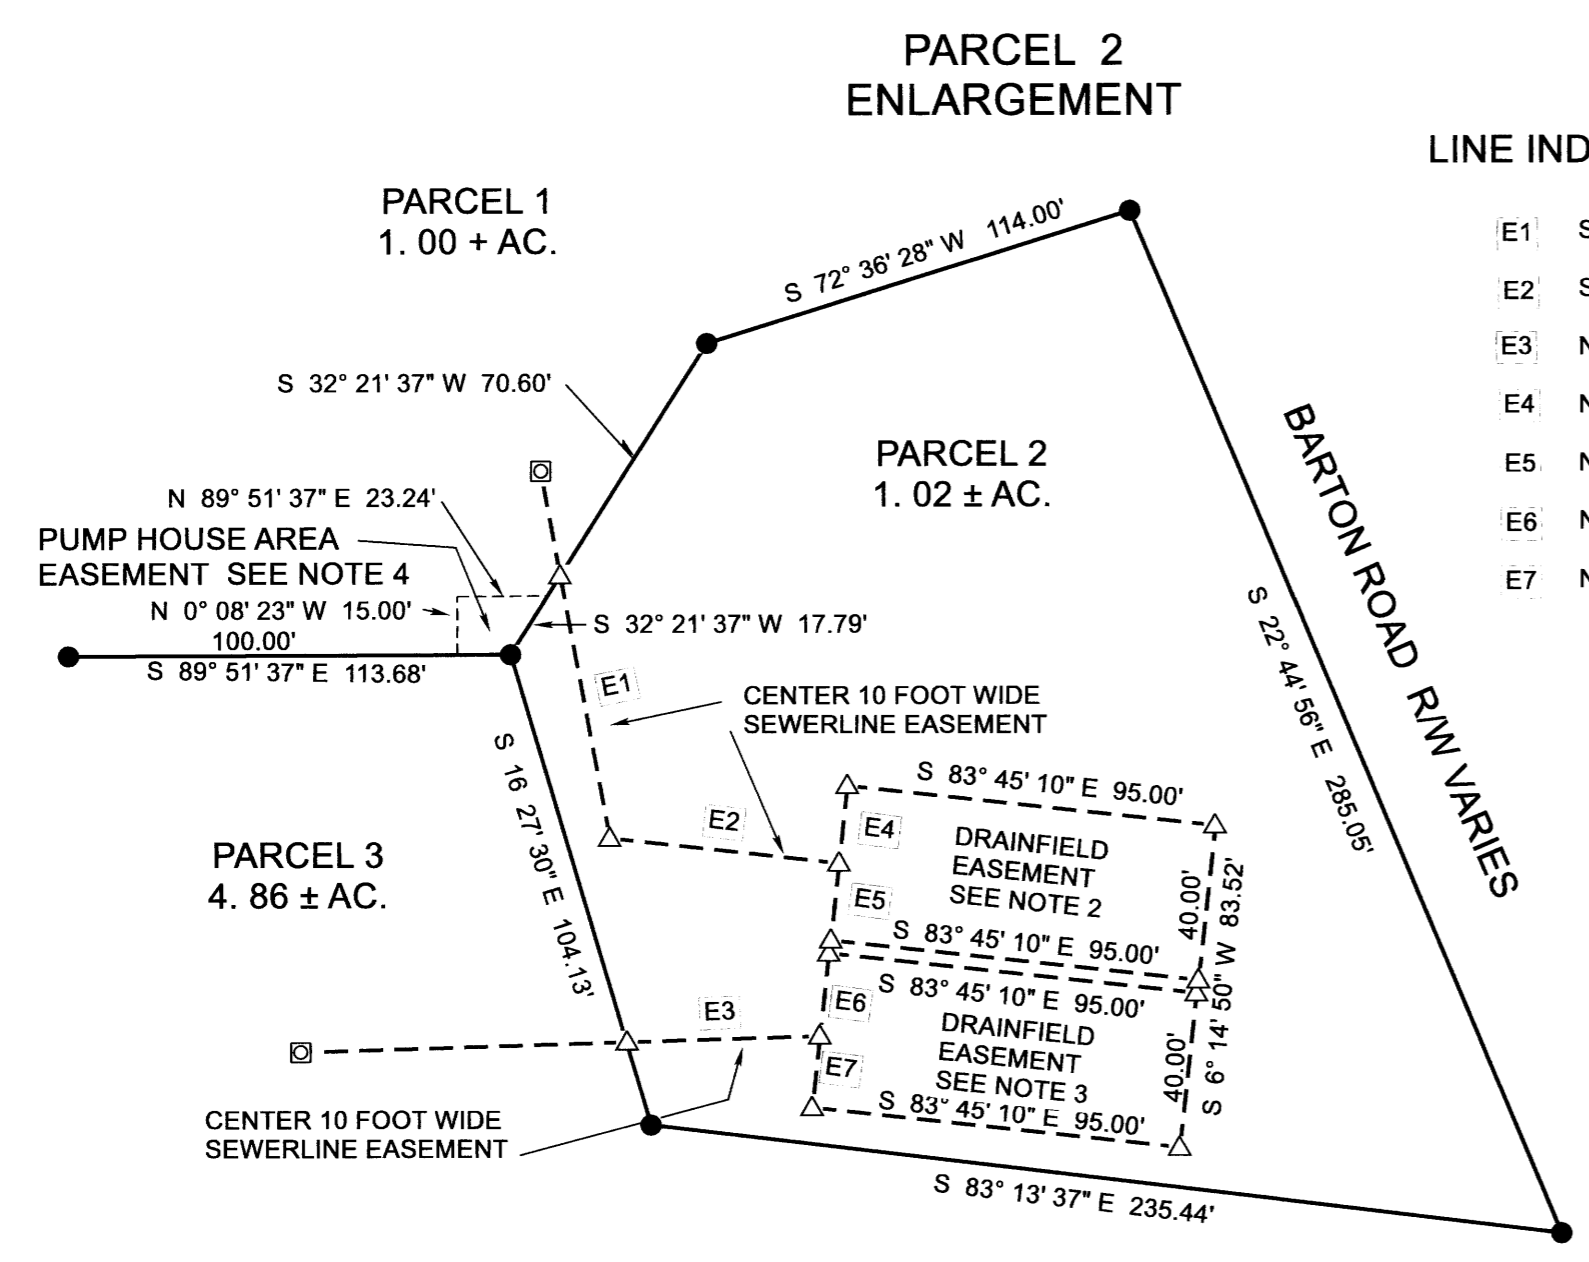 PARCEL 2
ENLARGEMENT
LINE IND
PARCEL 1
1. 00 + AC.
S 72° 36' 28" W 114.00'
E1 S
E2 S
E3 N
E4 N
E5 N
E6 N
E7 N
S 32° 21' 37" W 70.60'
PARCEL 2
1. 02 ± AC.
BARTON ROAD R/W VARIES
N 89° 51' 37" E 23.24'
PUMP HOUSE AREA
EASEMENT SEE NOTE 4
N 0° 08' 23" W 15.00'
100.00'
S 89° 51' 37" E 113.68'
S 32° 21' 37" W 17.79'
S 22° 44' 56" E 285.05'
E1
CENTER 10 FOOT WIDE
SEWERLINE EASEMENT
S 16 27' 30" E 104.13'
E2
S 83° 45' 10" E 95.00'
E4
DRAINFIELD
EASEMENT
SEE NOTE 2
E5
40.00'
S 6° 14' 50" W 83.52'
S 83° 45' 10" E 95.00'
PARCEL 3
4. 86 ± AC.
S 83° 45' 10" E 95.00'
E6
E3
DRAINFIELD
EASEMENT
SEE NOTE 3
E7
40.00'
S 83° 45' 10" E 95.00'
CENTER 10 FOOT WIDE
SEWERLINE EASEMENT
S 83° 13' 37" E 235.44'